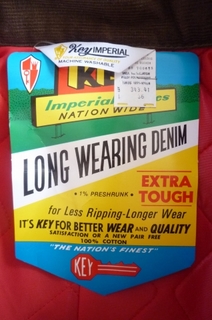 Key IMPERIAL
MACHINE WASHABLE
KE
Imperial
NATION WIDE
LONG WEARING DENIM
• 1% PRESHRUNK •
EXTRA
TOUGH
for Less Ripping-Longer Wear
IT'S KEY FOR BETTER WEAR AND QUALITY
SATISFACTION OR A NEW PAIR FREE
100% COTTON
"THE NATION'S FINEST"
KEY